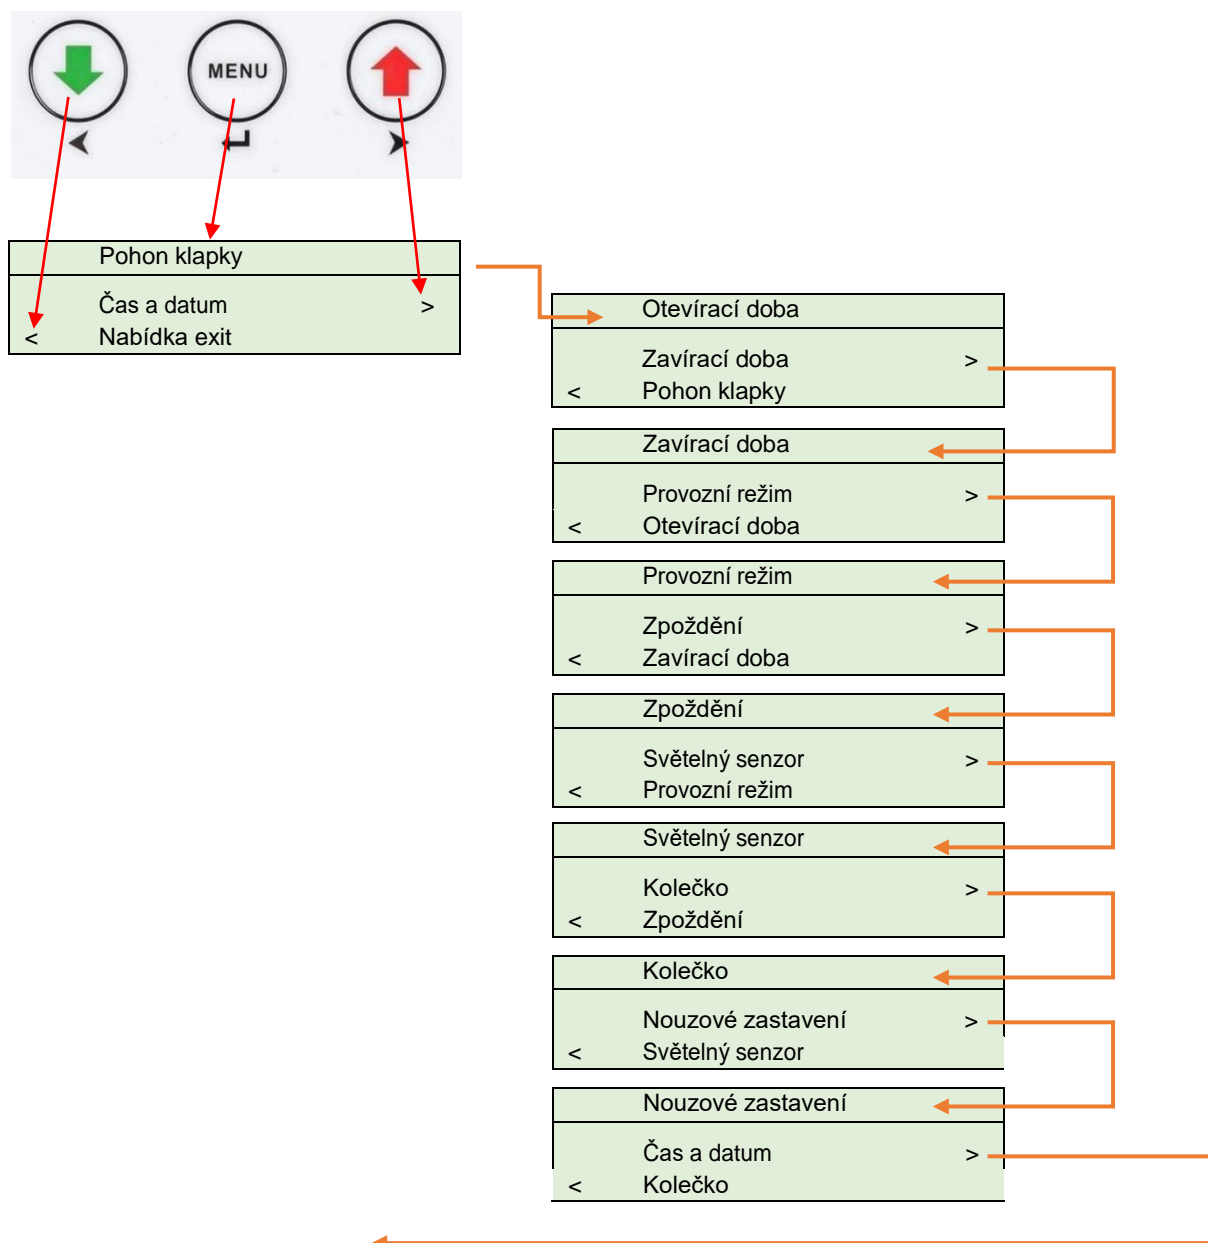 MENU
Pohon klapky
Čas a datum >
< Nabídka exit
Otevírací doba
Zavírací doba >
< Pohon klapky
Zavírací doba
Provozní režim >
< Otevírací doba
Provozní režim
Zpoždění >
< Zavírací doba
Zpoždění
Světelný senzor >
< Provozní režim
Světelný senzor
Kolečko >
< Zpoždění
Kolečko
Nouzové zastavení >
< Světelný senzor
Nouzové zastavení
Čas a datum >
< Kolečko